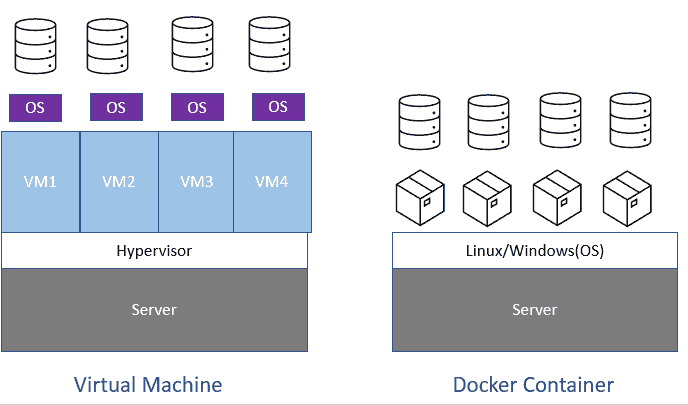 OS OS OS OS
VM1 VM2 VM3 VM4
Hypervisor
Server
Virtual Machine
Linux/Windows(OS)
Server
Docker Container